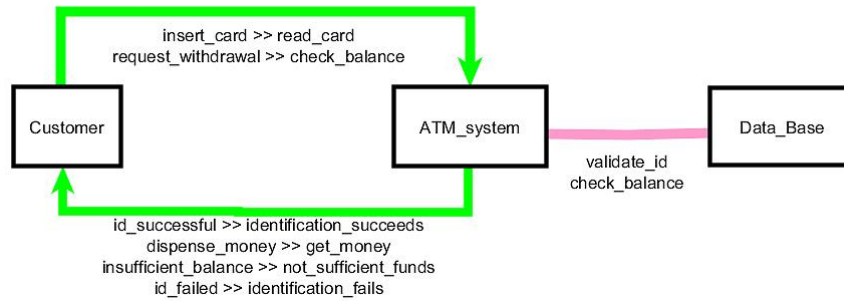 insert_card >> read_card
request_withdrawal >> check_balance
Customer
ATM_system
Data_Base
validate_id
check_balance
id_successful >> identification_succeeds
dispense_money >> get_money
insufficient_balance >> not_sufficient_funds
id_failed >> identification_fails